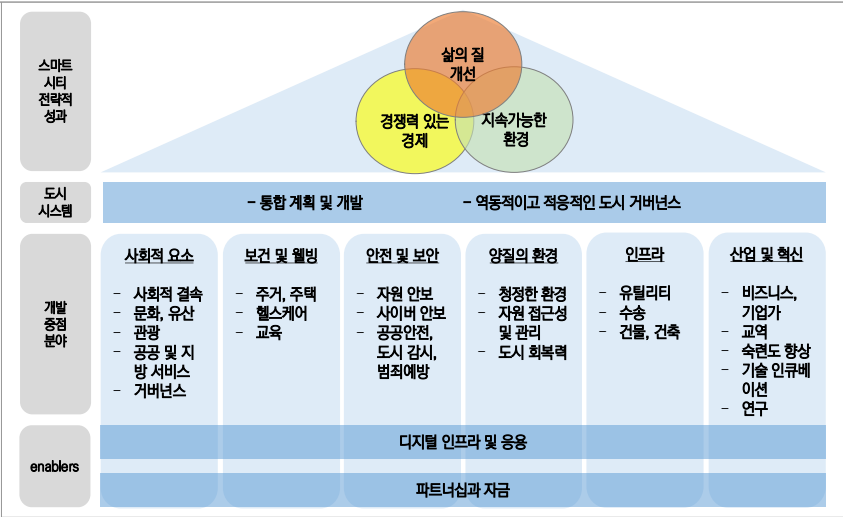 스마트
시티
전략적
성과
삶의 질
개선
경쟁력 있는
경제
지속가능한
환경
도시
시스템
- 통합 계획 및 개발
- 역동적이고 적응적인 도시 거버넌스
개발
중점
분야
사회적 요소
- 사회적 결속
- 문화, 유산
- 관광
- 공공 및 지
방 서비스
- 거버넌스
보건 및 웰빙
- 주거, 주택
- 헬스케어
- 교육
안전 및 보안
- 자원 안보
- 사이버 안보
- 공공안전,
도시 감시,
범죄예방
양질의 환경
- 청정한 환경
- 자원 접근성
및 관리
- 도시 회복력
인프라
- 유틸리티
- 수송
- 건물, 건축
산업 및 혁신
- 비즈니스,
기업가
- 교역
- 숙련도 향상
- 기술 인큐베
이션
- 연구
enablers
디지털 인프라 및 응용
파트너십과 자금